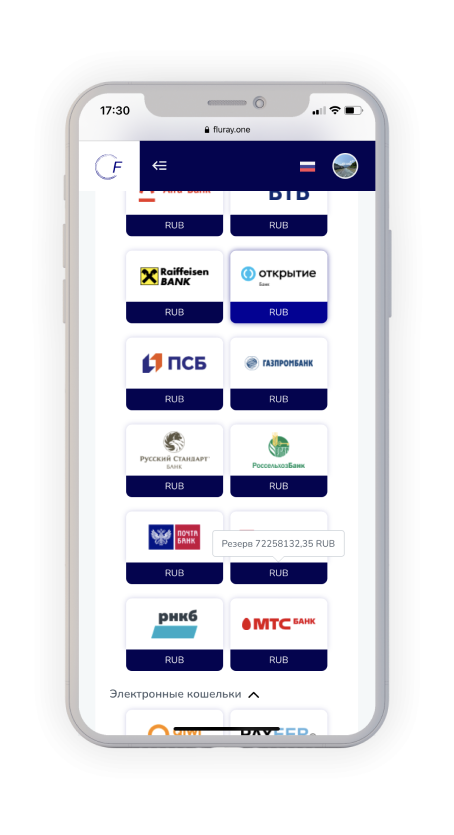 17:30
fluray.one
F
ВТБ
RUB
RUB
Raiffeisen
BANK
ОТКРЫТИЕ
Банк
RUB
RUB
ПСБ
ГАЗПРОМБАНК
RUB
RUB
Русский Стандарт
БАНК
РоссельхозБанк
RUB
RUB
ПОЧТА
БАНК
Резерв 72258132,35 RUB
RUB
RUB
рнкб
МТС БАНК
RUB
RUB
Электронные кошельки